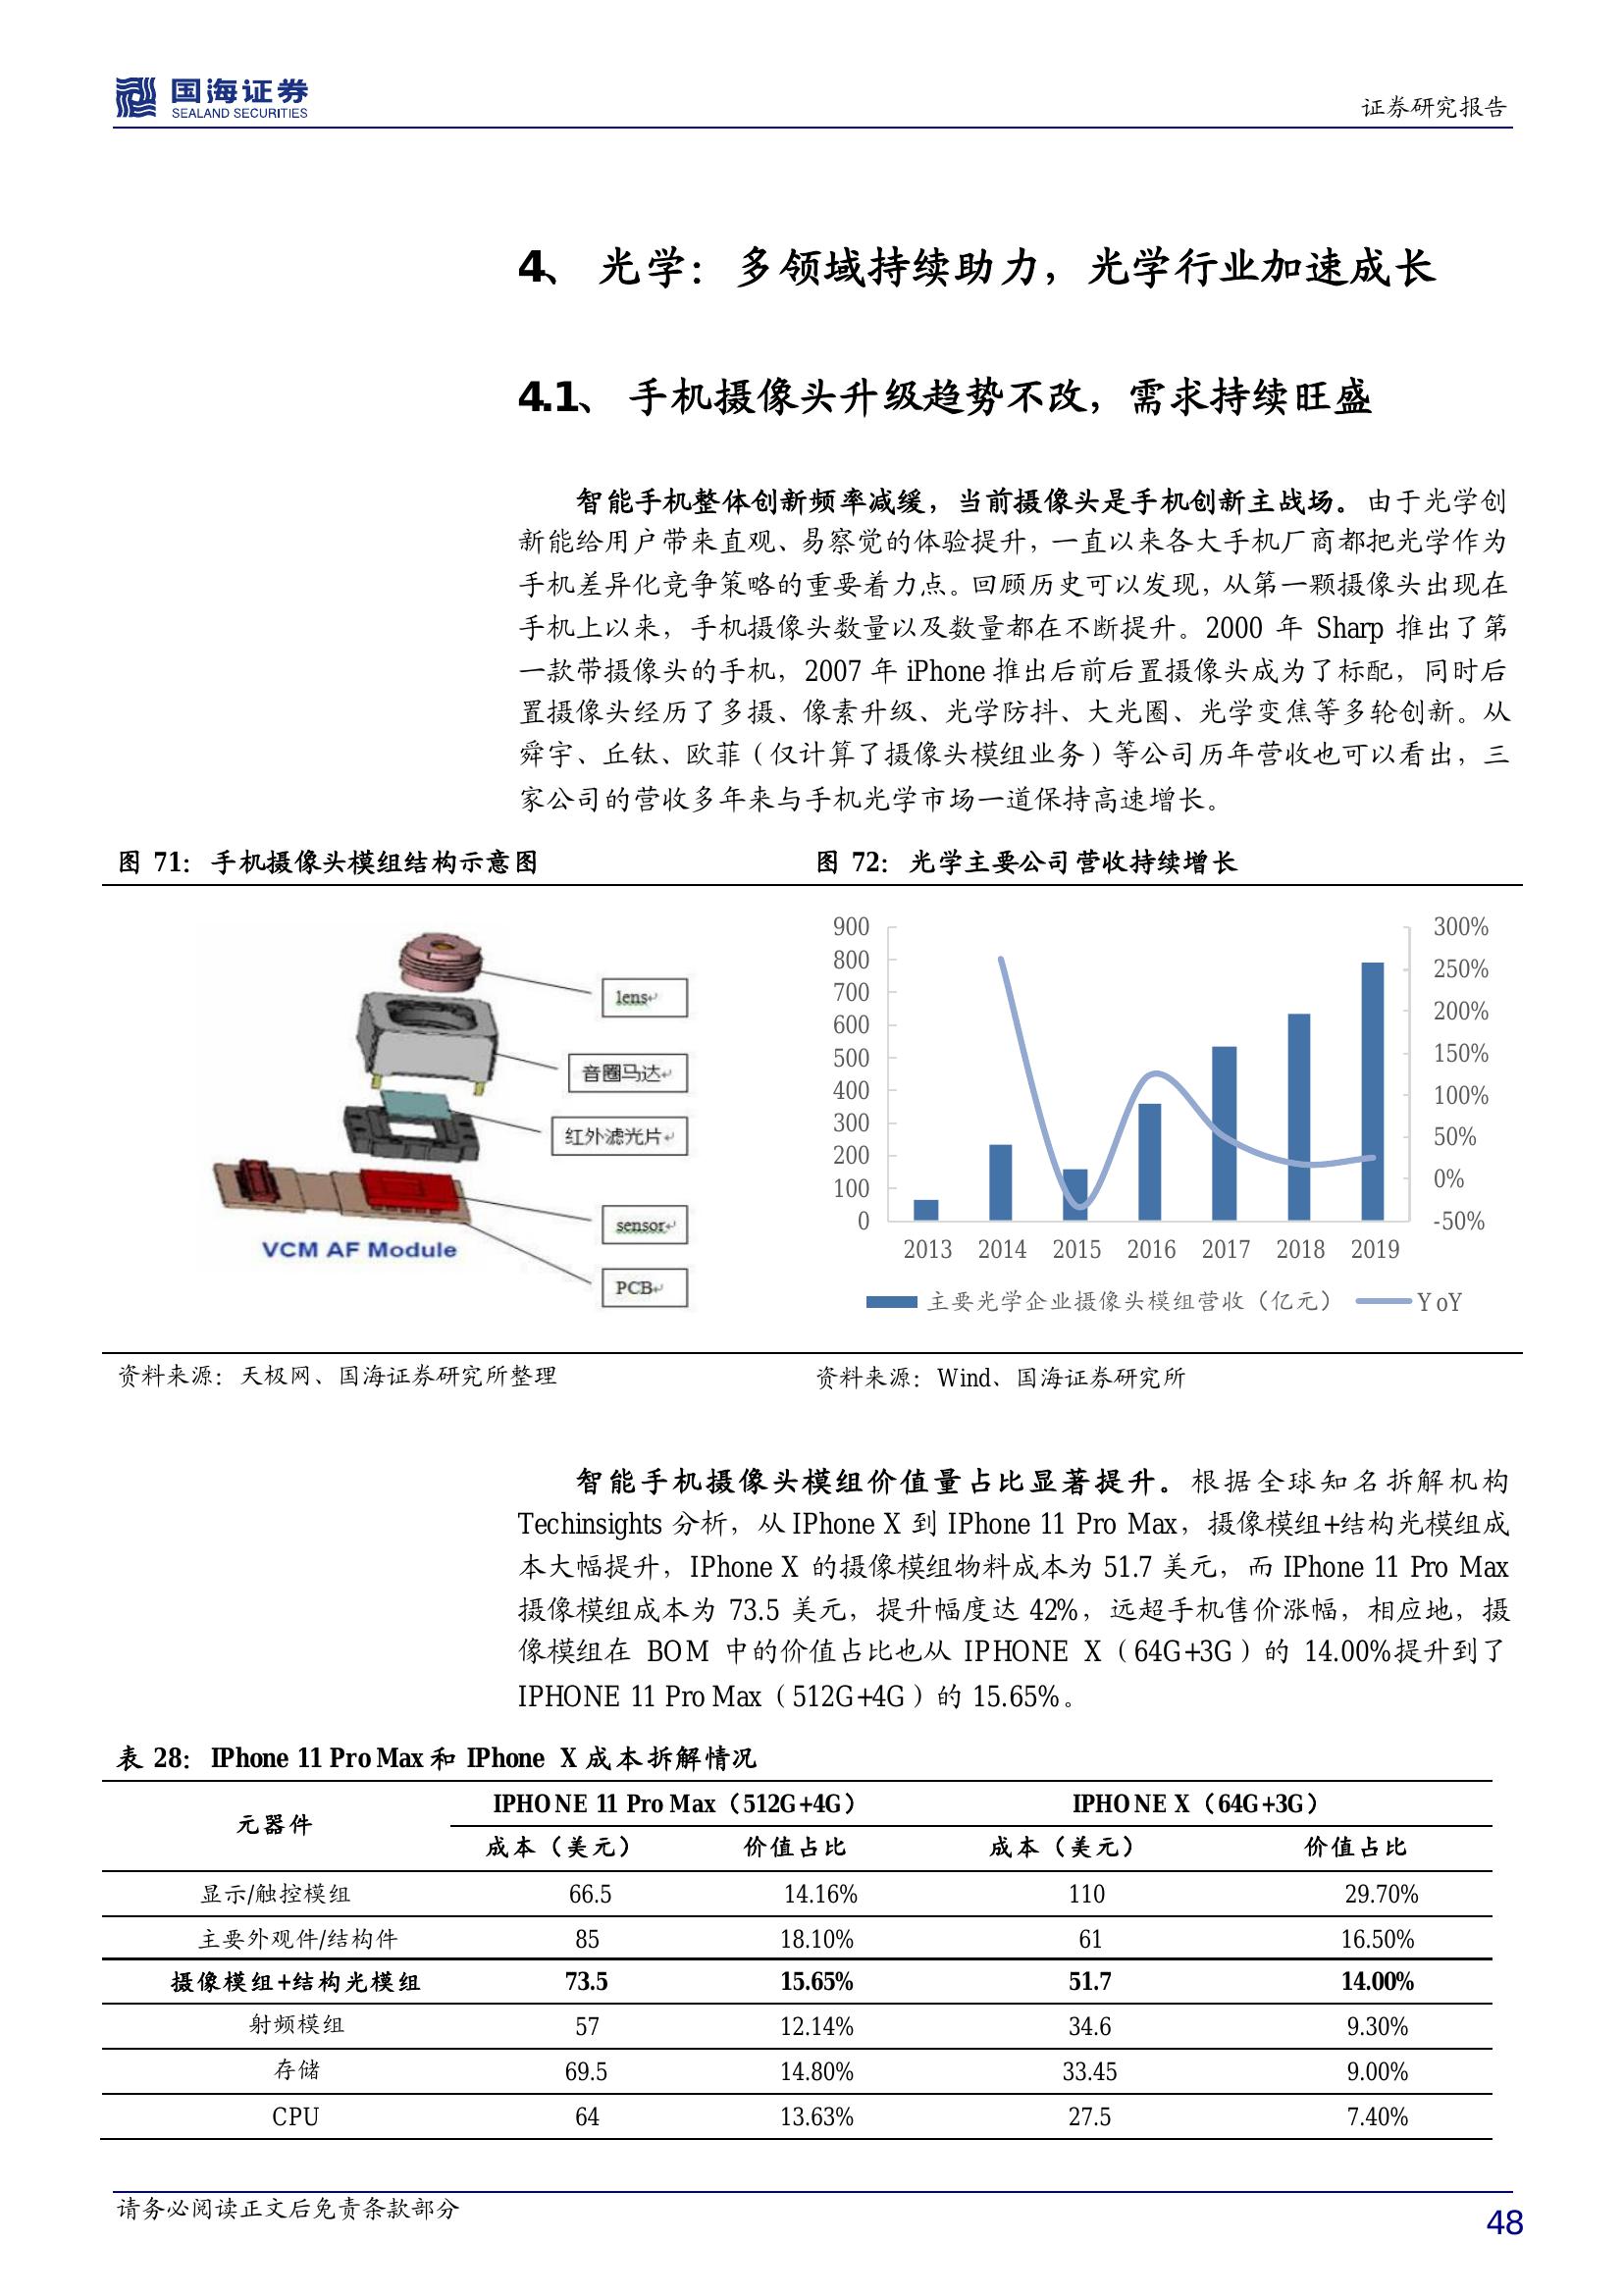 国海证券
SEALAND SECURITIES
证券研究报告
4、 光学：多领域持续助力，光学行业加速成长
4.1、 手机摄像头升级趋势不改，需求持续旺盛
智能手机整体创新频率减缓，当前摄像头是手机创新主战场。由于光学创
新能给用户带来直观、易察觉的体验提升，一直以来各大手机厂商都把光学作为
手机差异化竞争策略的重要着力点。回顾历史可以发现，从第一颗摄像头出现在
手机上以来，手机摄像头数量以及数量都在不断提升。2000 年 Sharp 推出了第
一款带摄像头的手机，2007 年 iPhone 推出后前后置摄像头成为了标配，同时后
置摄像头经历了多摄、像素升级、光学防抖、大光圈、光学变焦等多轮创新。从
舜宇、丘钛、欧菲（仅计算了摄像头模组业务）等公司历年营收也可以看出，三
家公司的营收多年来与手机光学市场一道保持高速增长。
图 71：手机摄像头模组结构示意图
lens
音圈马达
红外滤光片
sensor
PCB
VCM AF Module
图 72：光学主要公司营收持续增长
900 300%
800 250%
700 200%
600 150%
500 100%
400 50%
300 0%
200 -50%
100
0
2013 2014 2015 2016 2017 2018 2019
主要光学企业摄像头模组营收（亿元） YoY
资料来源：天极网、国海证券研究所整理
资料来源：Wind、国海证券研究所
智能手机摄像头模组价值量占比显著提升。根据全球知名拆解机构
Techinsights 分析，从 IPhone X 到 IPhone 11 Pro Max，摄像模组+结构光模组成
本大幅提升，IPhone X 的摄像模组物料成本为 51.7 美元，而 IPhone 11 Pro Max
摄像模组成本为 73.5 美元，提升幅度达 42%，远超手机售价涨幅，相应地，摄
像模组在 BOM 中的价值占比也从 IPHONE X（64G+3G）的 14.00%提升到了
IPHONE 11 Pro Max（512G+4G）的 15.65%。
表 28：IPhone 11 Pro Max 和 IPhone X 成本拆解情况
元器件 IPHONE 11 Pro Max（512G+4G） IPHONE X（64G+3G）
成本（美元） 价值占比 成本（美元） 价值占比
显示/触控模组 66.5 14.16% 110 29.70%
主要外观件/结构件 85 18.10% 61 16.50%
摄像模组+结构光模组 73.5 15.65% 51.7 14.00%
射频模组 57 12.14% 34.6 9.30%
存储 69.5 14.80% 33.45 9.00%
CPU 64 13.63% 27.5 7.40%
请务必阅读正文后免责条款部分
48